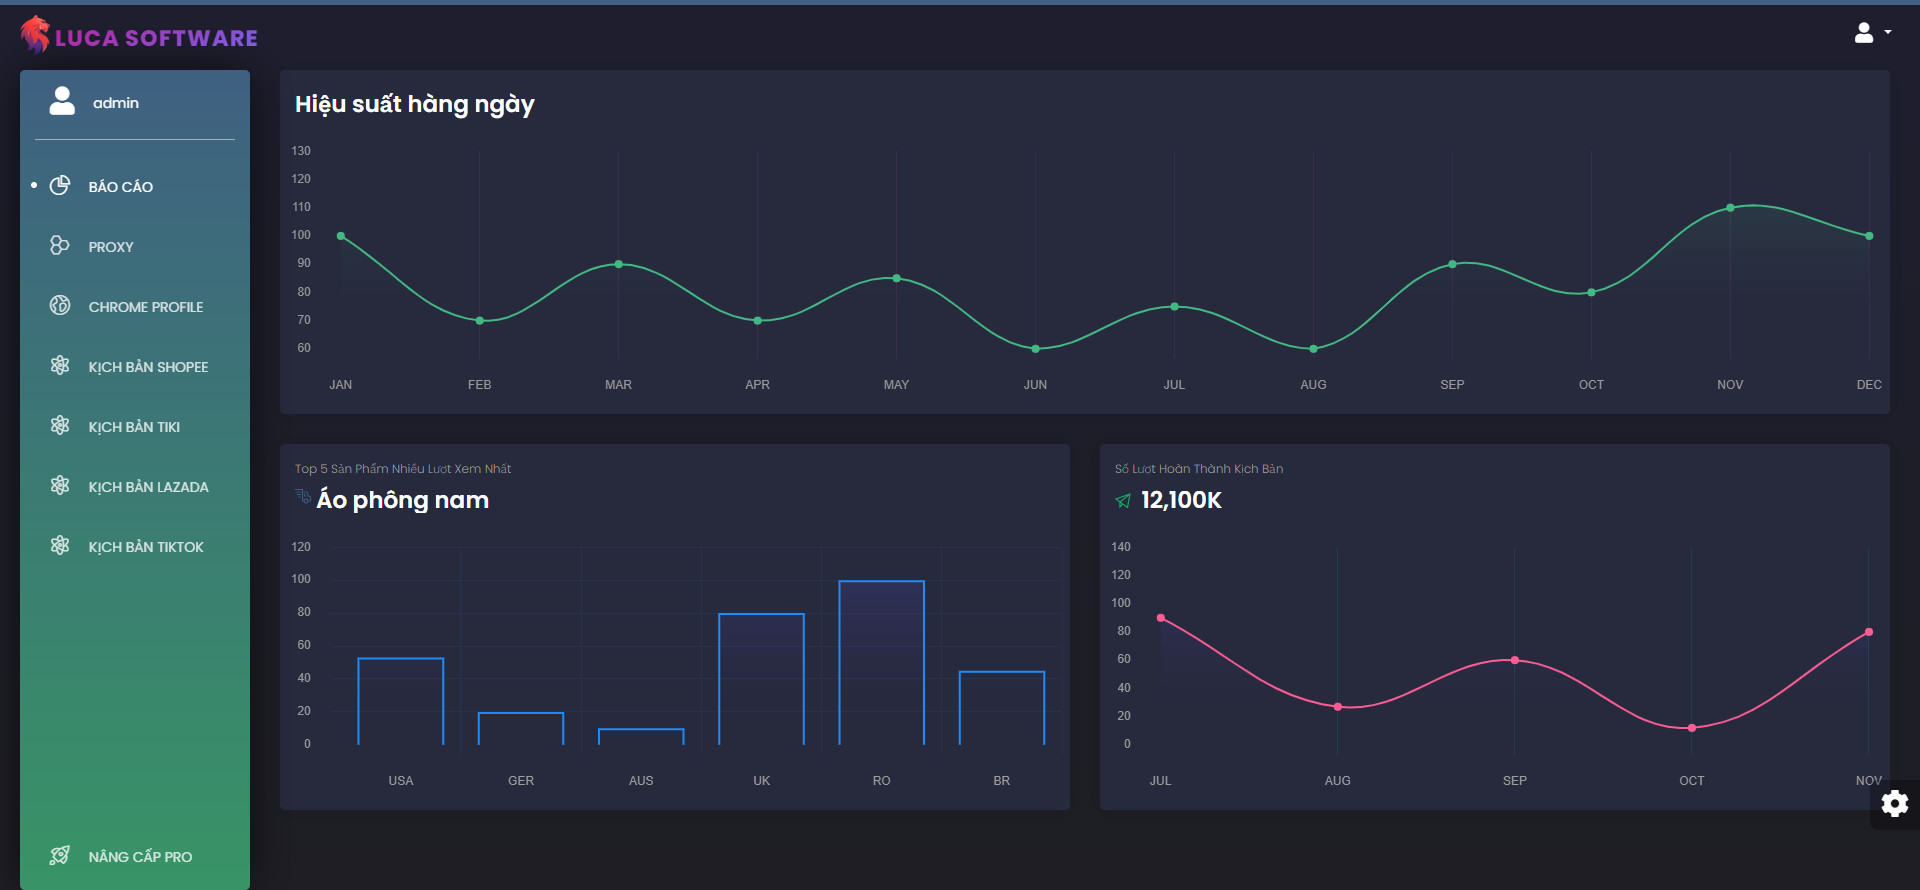 LUCA SOFTWARE
admin
BÁO CÁO
PROXY
CHROME PROFILE
KỊCH BẢN SHOPEE
KỊCH BẢN TIKI
KỊCH BẢN LAZADA
KỊCH BẢN TIKTOK
NÂNG CẤP PRO
Hiệu suất hàng ngày
130
120
110
100
90
80
70
60
JAN FEB MAR APR MAY JUN JUL AUG SEP OCT NOV DEC
Top 5 Sản Phẩm Nhiều Lượt Xem Nhất
Áo phông nam
120
100
80
60
40
20
0
USA GER AUS UK RO BR
Số Lượt Hoàn Thành Kịch Bản
12,100K
140
120
100
80
60
40
20
0
JUL AUG SEP OCT NOV